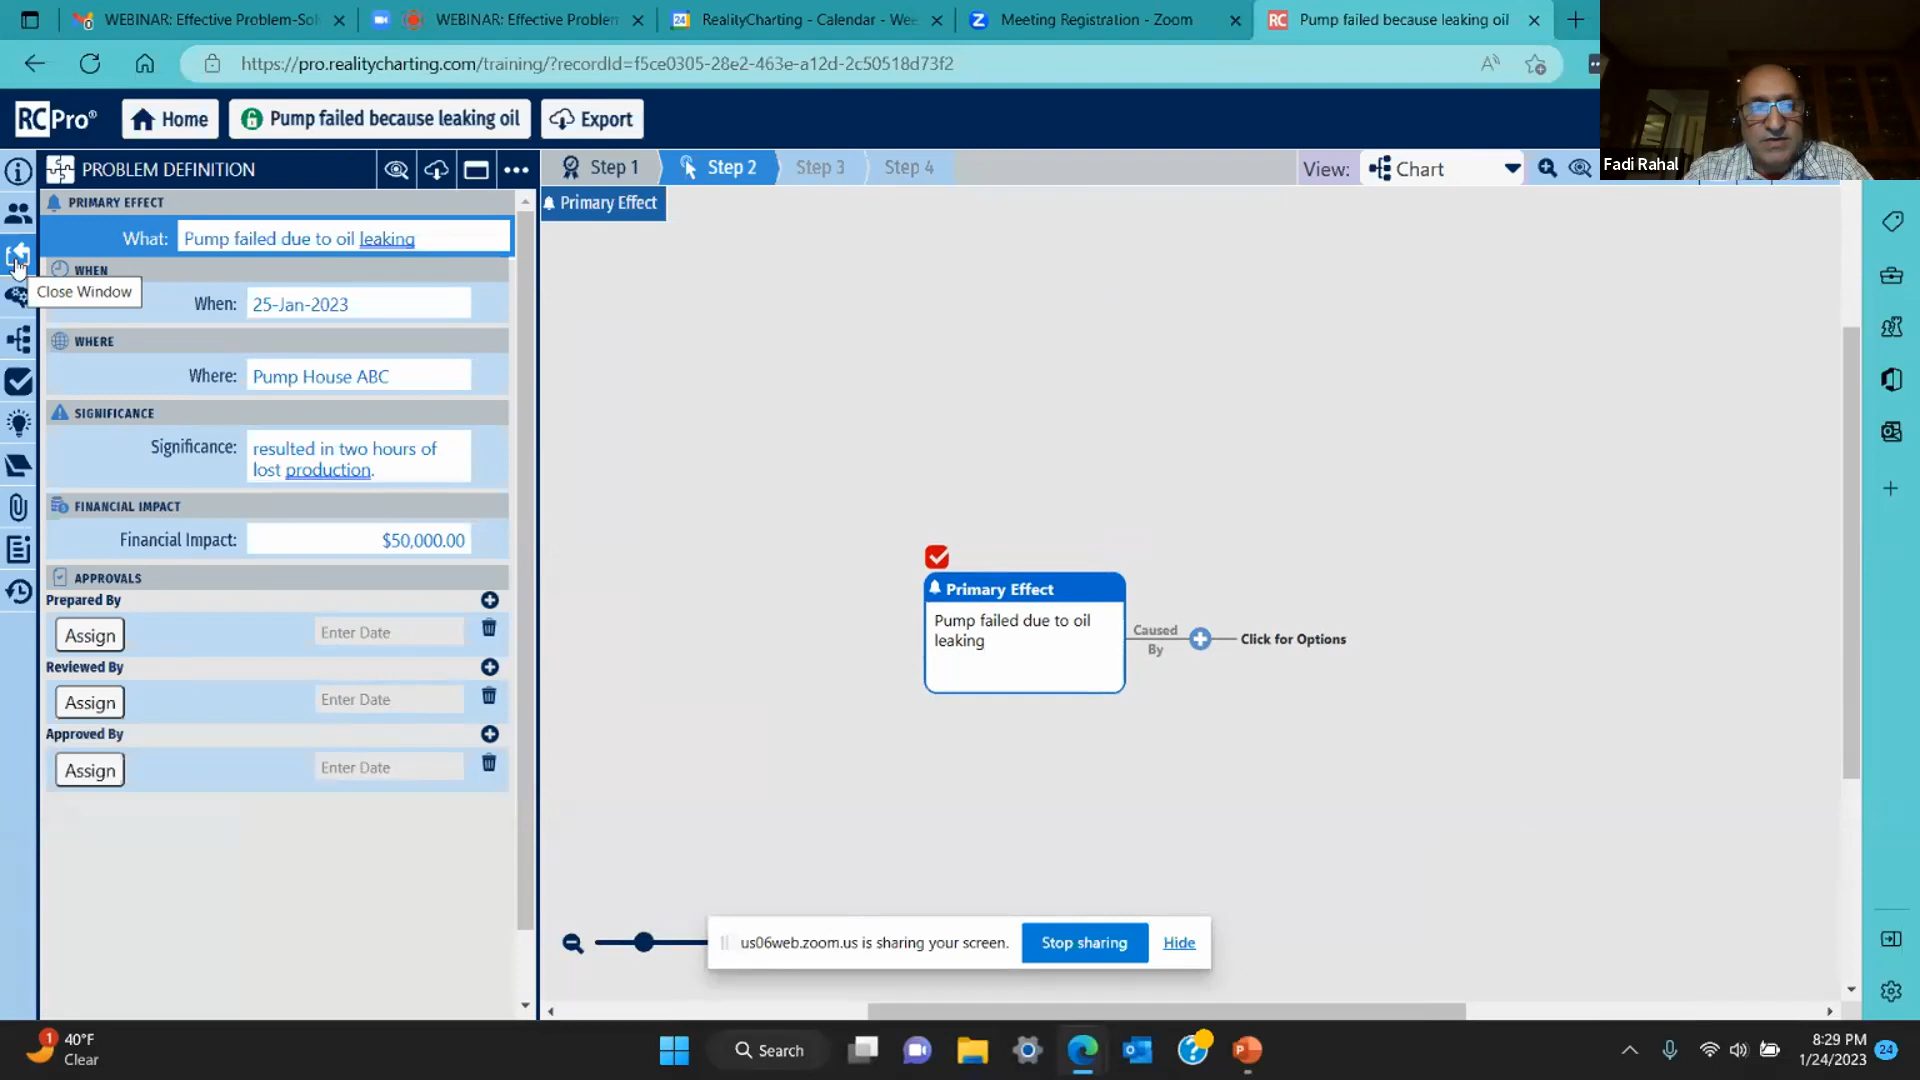 WEBINAR: Effective Problem-Sol
WEBINAR: Effective Problem
RealityCharting - Calendar - Wee
Meeting Registration - Zoom
RC Pump failed because leaking oil
https://pro.realitycharting.com/training/?recordId=f5ce0305-28e2-463e-a12d-2c50518d73f2
RCPro®
Home
Pump failed because leaking oil
Export
Fadi Rahal
PROBLEM DEFINITION
Step 1
Step 2
Step 3
Step 4
View:
Chart
PRIMARY EFFECT
Primary Effect
What:
Pump failed due to oil leaking
WHEN
Close Window
When:
25-Jan-2023
WHERE
Where:
Pump House ABC
SIGNIFICANCE
Significance:
resulted in two hours of
lost production.
FINANCIAL IMPACT
Financial Impact:
$50,000.00
APPROVALS
Prepared By
Assign
Enter Date
Reviewed By
Assign
Enter Date
Approved By
Assign
Enter Date
Primary Effect
Pump failed due to oil
leaking
Caused
By
Click for Options
us06web.zoom.us is sharing your screen.
Stop sharing
Hide
1
40°F
Clear
Search
8:29 PM
1/24/2023
24